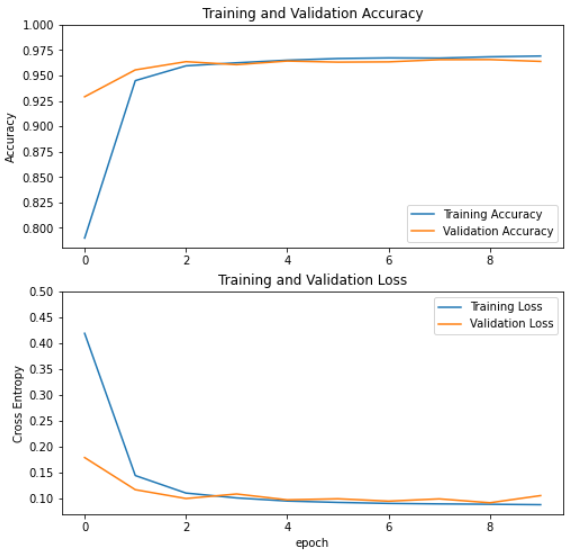 Training and Validation Accuracy
1.000
0.975
0.950
0.925
0.900
0.875
0.850
0.825
0.800
Accuracy
Training Accuracy
Validation Accuracy
0 2 4 6 8
Training and Validation Loss
0.50
0.45
0.40
0.35
0.30
0.25
0.20
0.15
0.10
Cross Entropy
Training Loss
Validation Loss
0 2 4 6 8
epoch